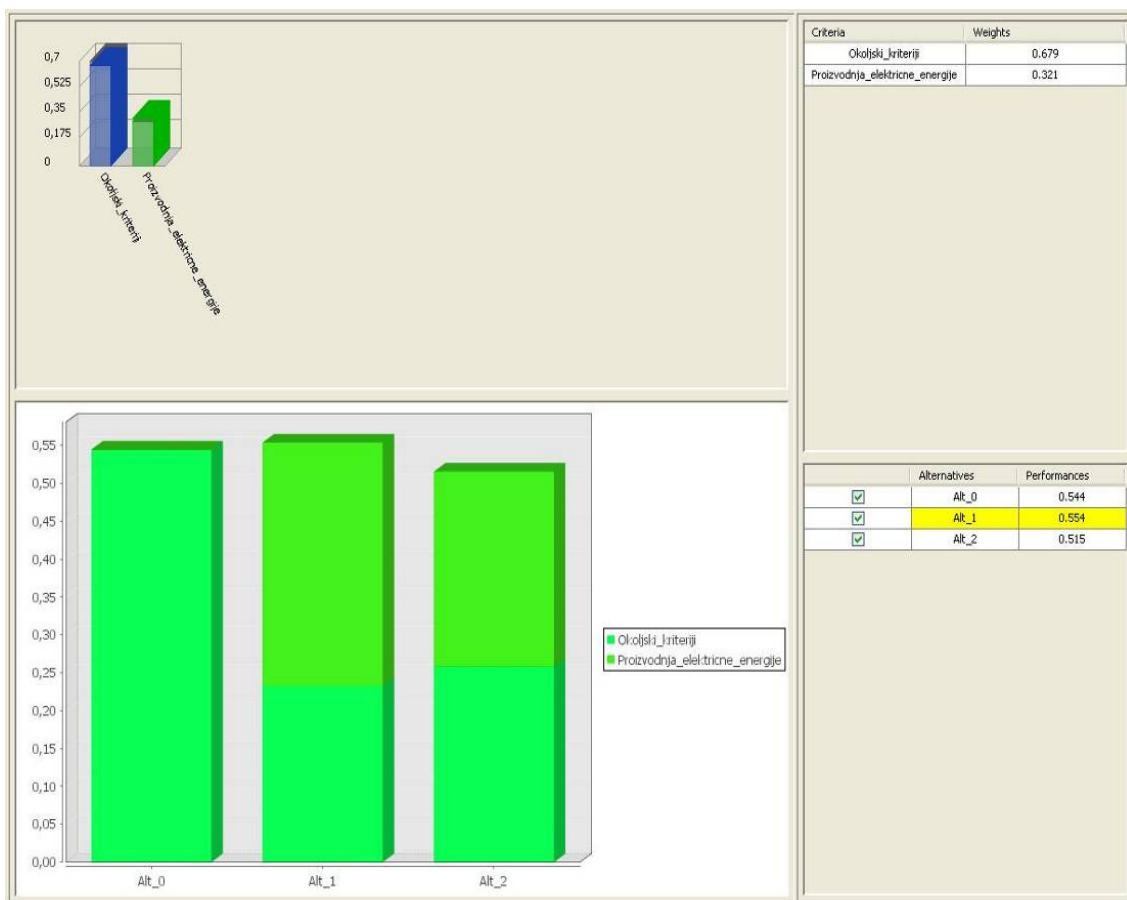 0,7
0,525
0,35
0,175
0
Okoljski_kriteriji
Proizvodnja_elektricne_energije
Criteria Weights
Okoljski_kriteriji 0.679
Proizvodnja_elektricne_energije 0.321
0,55
0,50
0,45
0,40
0,35
0,30
0,25
0,20
0,15
0,10
0,05
0,00
Alt_0 Alt_1 Alt_2
Okoljski_kriteriji
Proizvodnja_elektricne_energije
Alternatives Performances
Alt_0 0.544
Alt_1 0.554
Alt_2 0.515